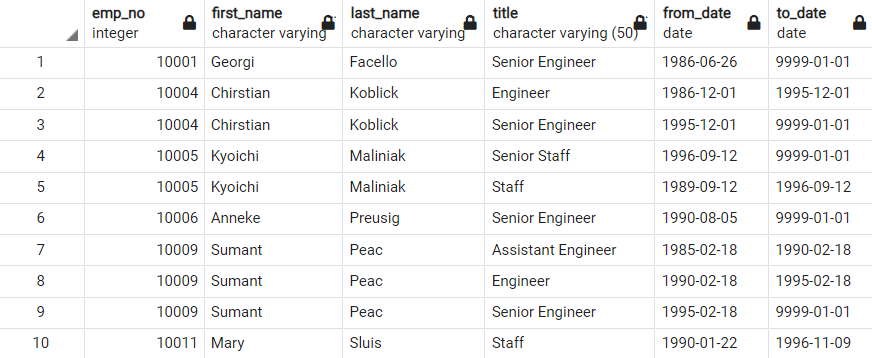 emp_no first_name last_name title from_date to_date
integer character varying character varying character varying (50) date date
1 10001 Georgi Facello Senior Engineer 1986-06-26 9999-01-01
2 10004 Chirstian Koblick Engineer 1986-12-01 1995-12-01
3 10004 Chirstian Koblick Senior Engineer 1995-12-01 9999-01-01
4 10005 Kyoichi Maliniak Senior Staff 1996-09-12 9999-01-01
5 10005 Kyoichi Maliniak Staff 1989-09-12 1996-09-12
6 10006 Anneke Preusig Senior Engineer 1990-08-05 9999-01-01
7 10009 Sumant Peac Assistant Engineer 1985-02-18 1990-02-18
8 10009 Sumant Peac Engineer 1990-02-18 1995-02-18
9 10009 Sumant Peac Senior Engineer 1995-02-18 9999-01-01
10 10011 Mary Sluis Staff 1990-01-22 1996-11-09